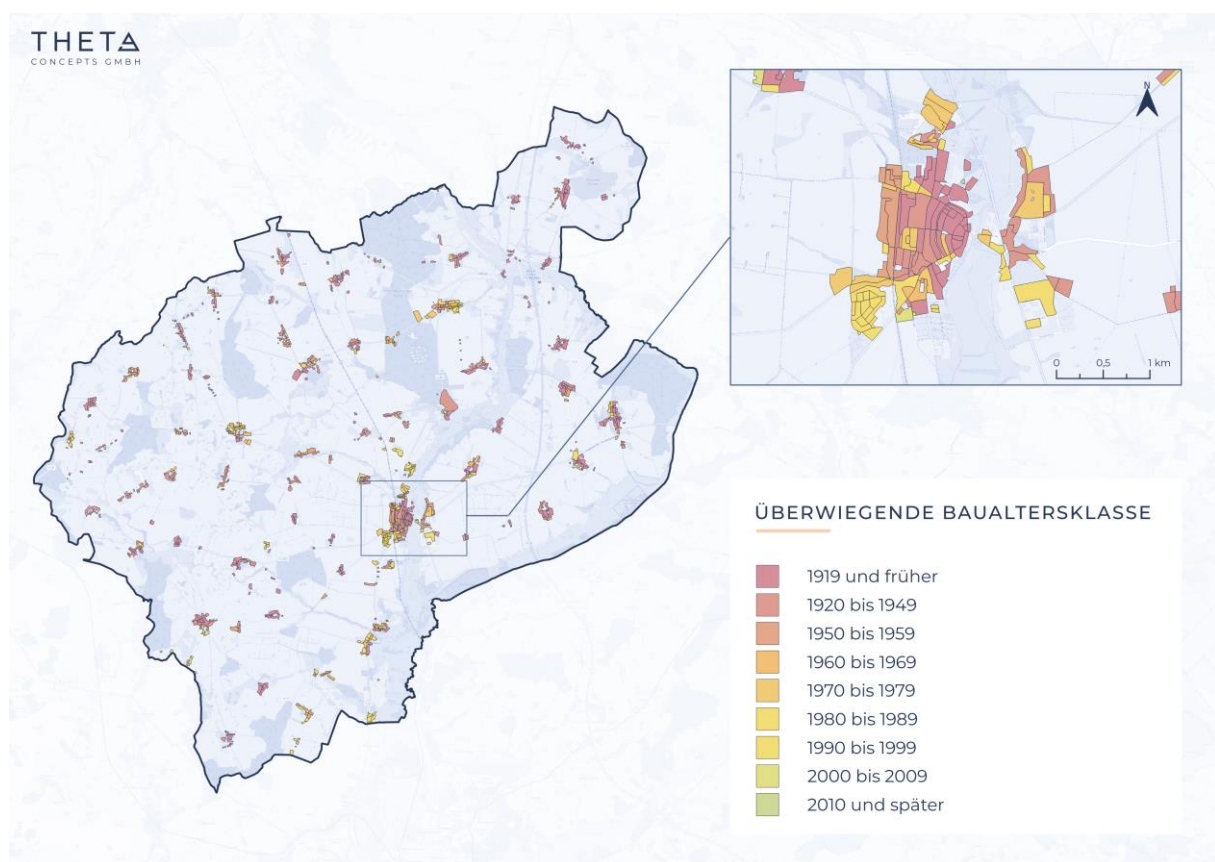 THETA
CONCEPTS GMBH
N
0 0,5 1 km
ÜBERWIEGENDE BAUALTERSKLASSE
1919 und früher
1920 bis 1949
1950 bis 1959
1960 bis 1969
1970 bis 1979
1980 bis 1989
1990 bis 1999
2000 bis 2009
2010 und später